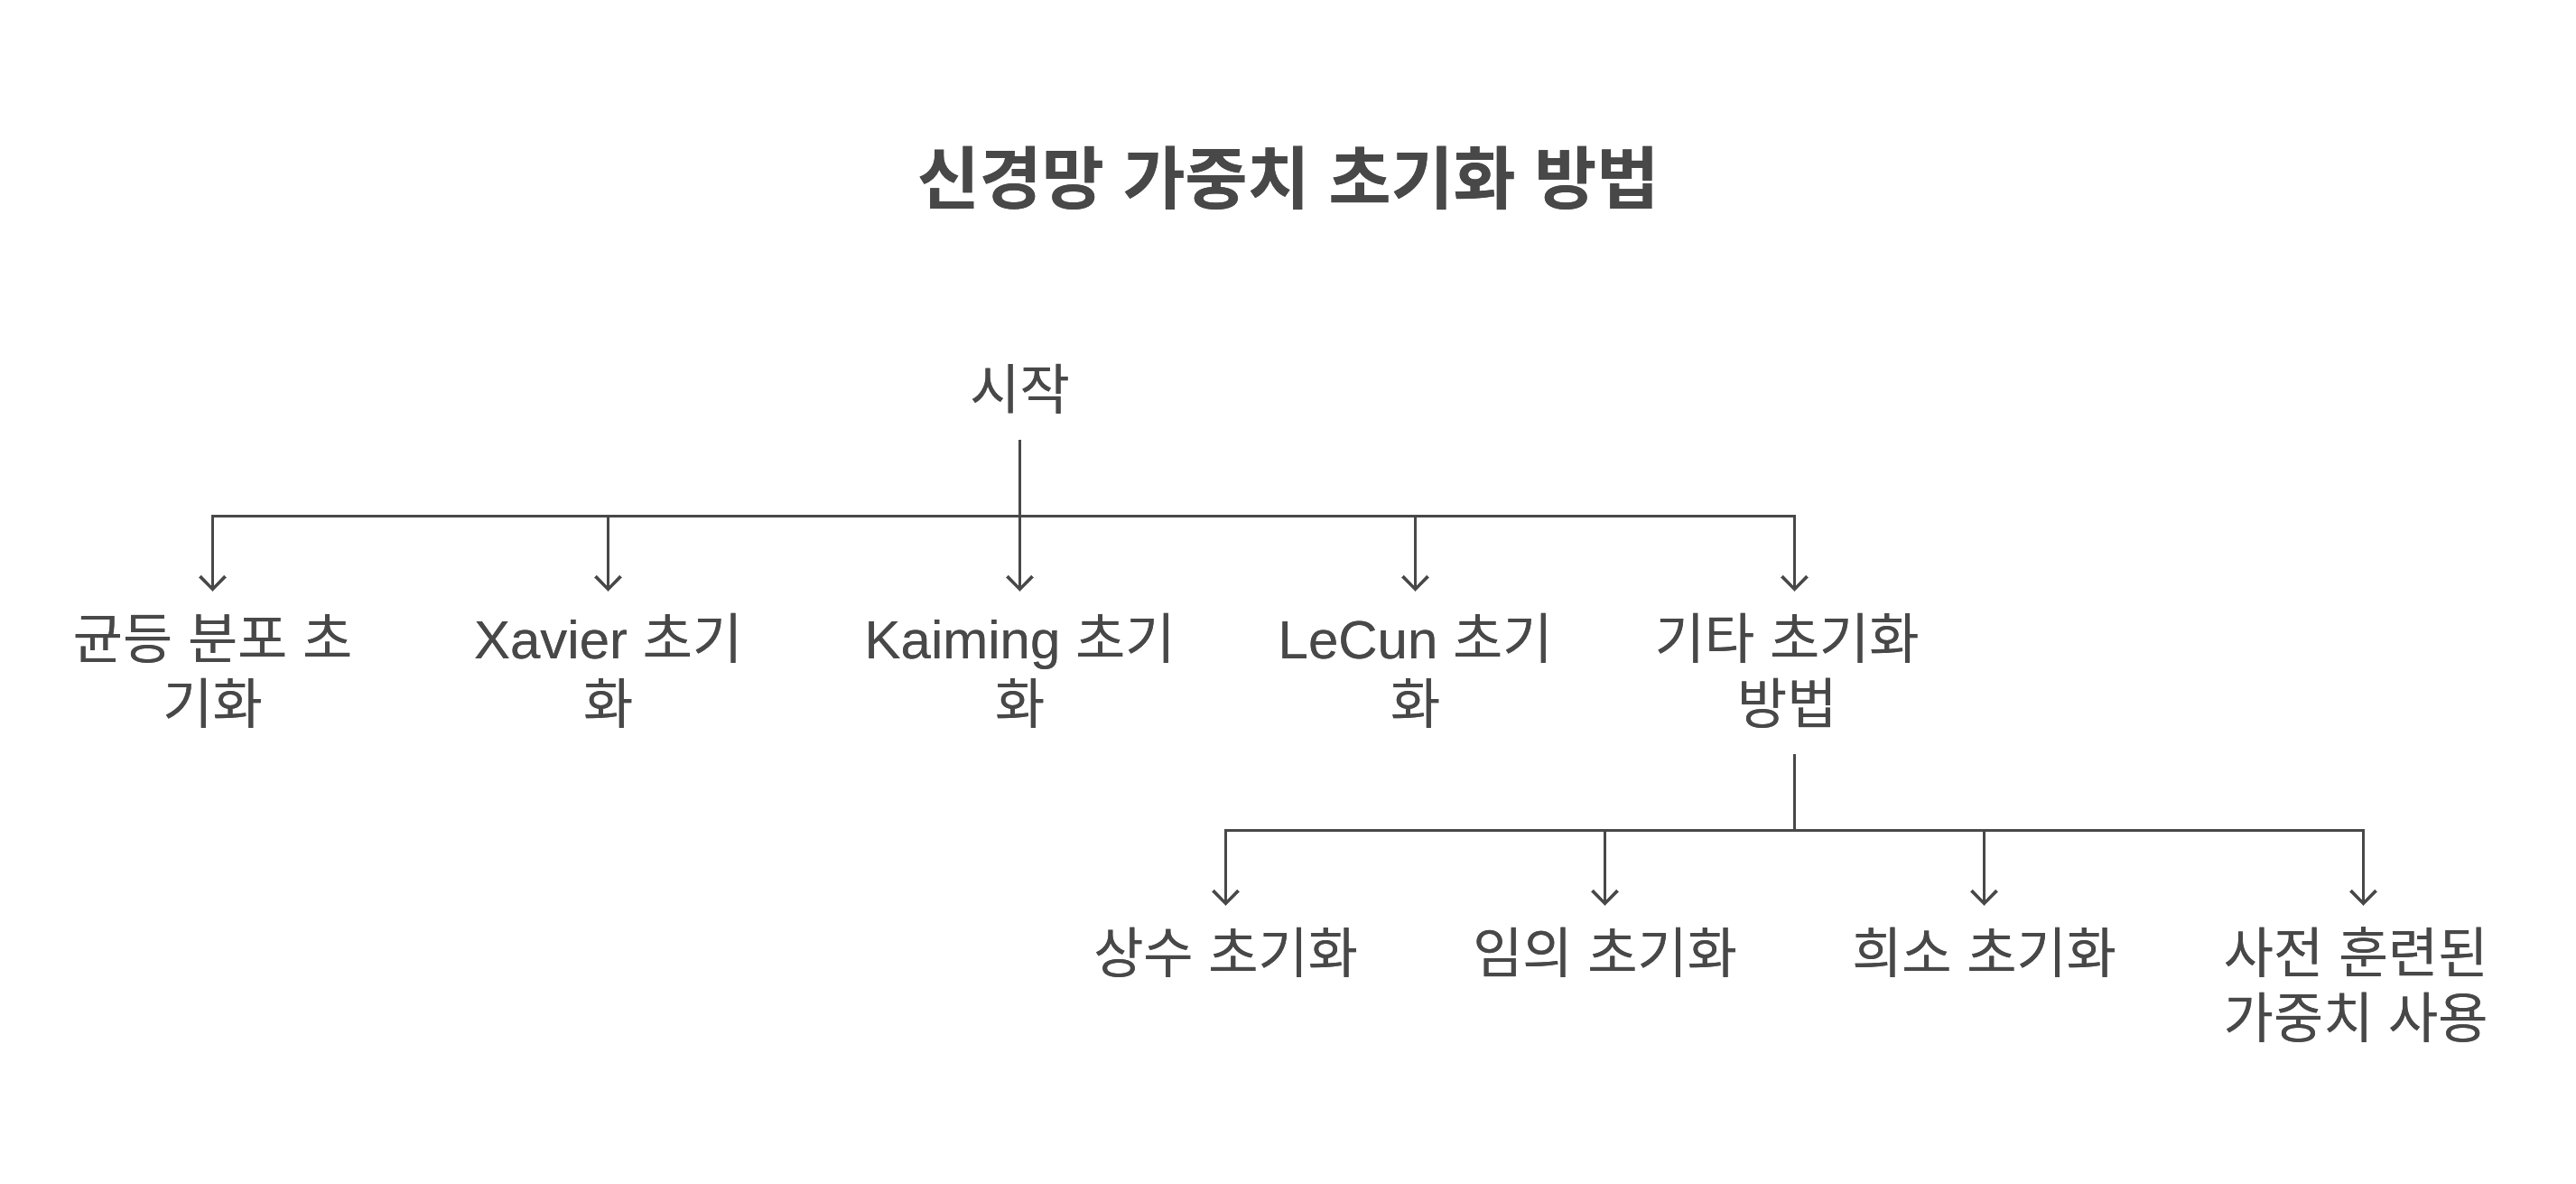 신경망 가중치 초기화 방법
시작
균등 분포 초
기화
Xavier 초기
화
Kaiming 초기
화
LeCun 초기
화
기타 초기화
방법
상수 초기화
임의 초기화
희소 초기화
사전 훈련된
가중치 사용